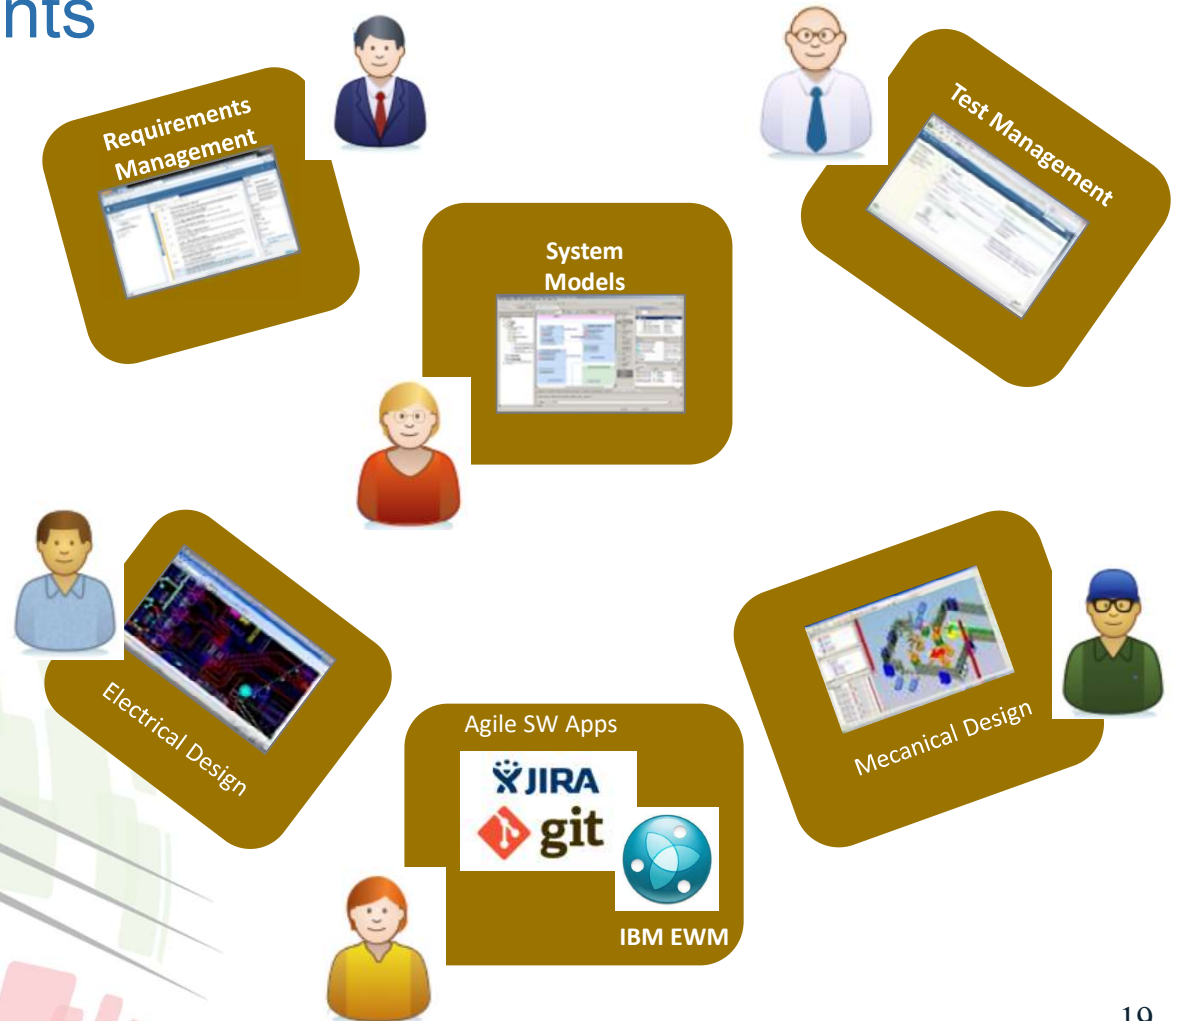 nts
Requirements
Management
Test Management
System
Models
Electrical Design
Mecanical Design
Agile SW Apps
JIRA
git
IBM EWM
19